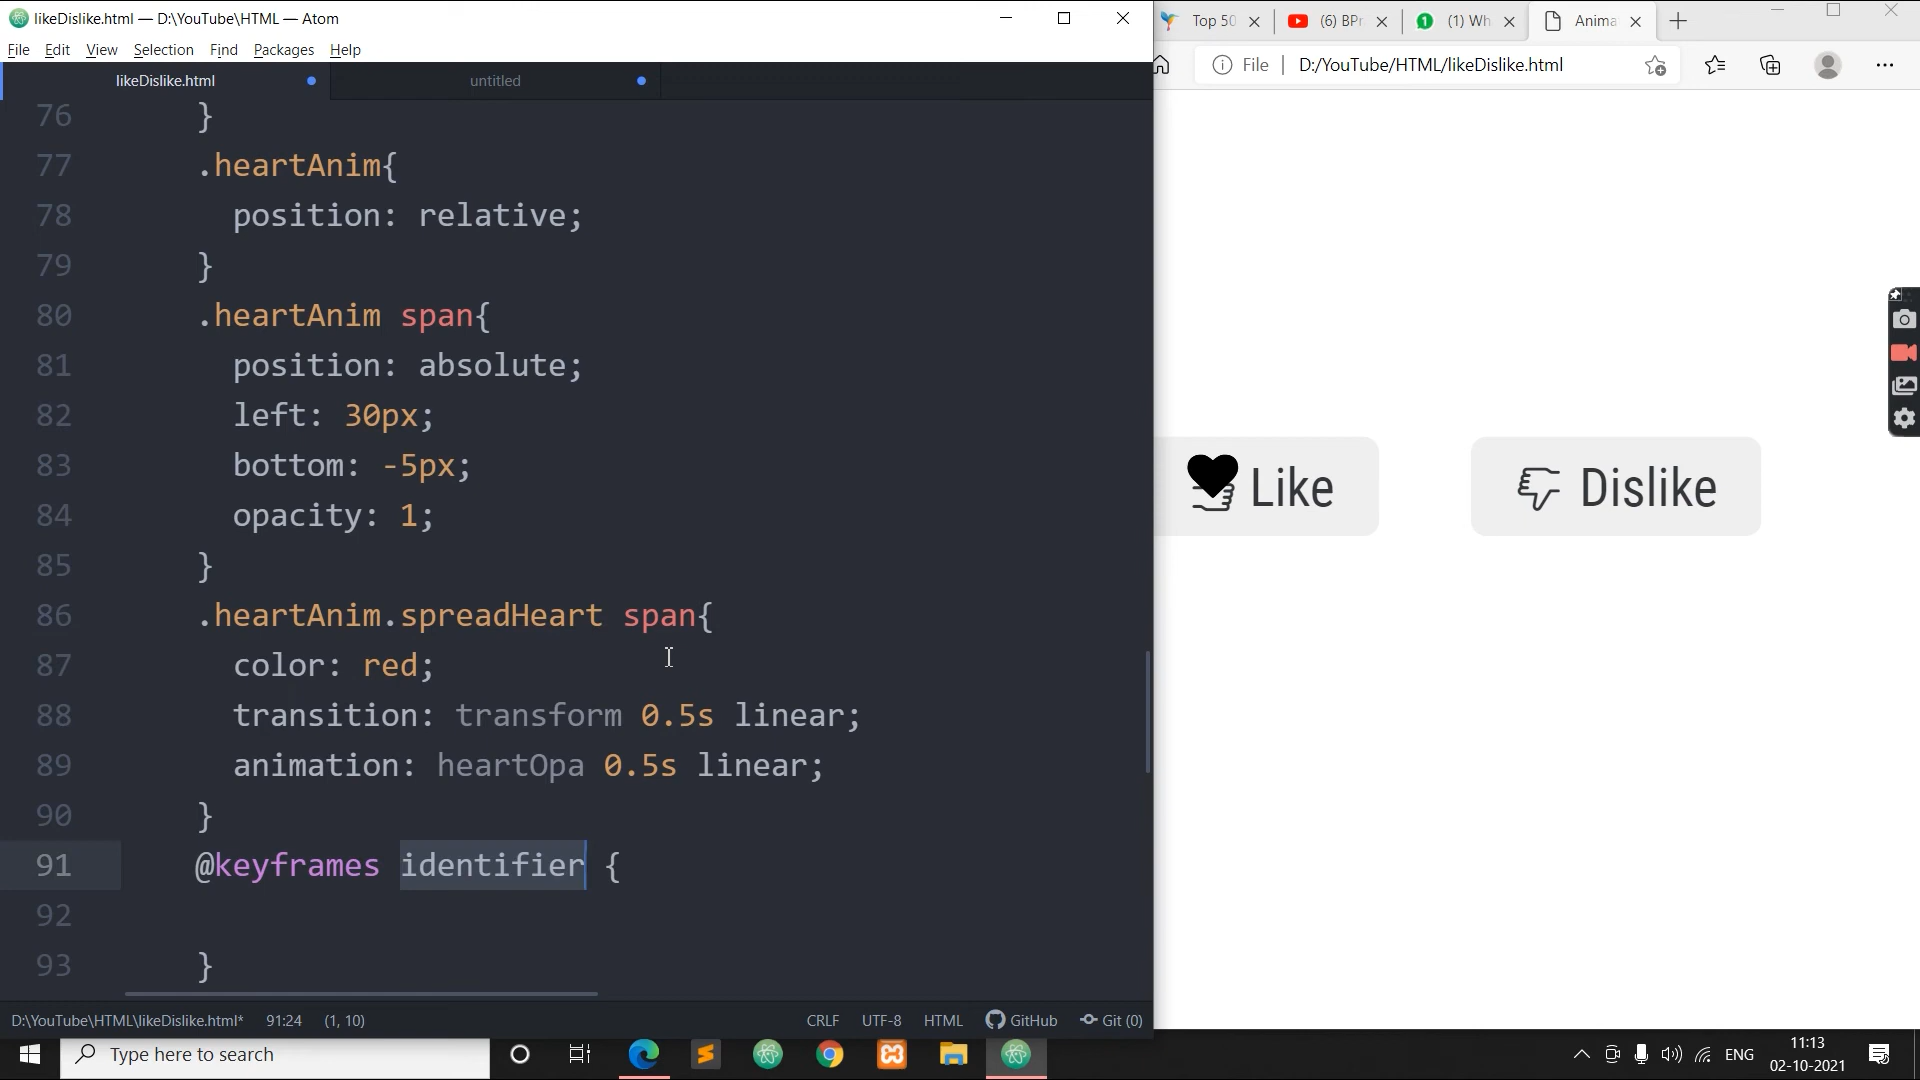 likeDislike.html — D:\YouTube\HTML — Atom
File Edit View Selection Find Packages Help
likeDislike.html untitled
76 }
77 .heartAnim{
78 position: relative;
79 }
80 .heartAnim span{
81 position: absolute;
82 left: 30px;
83 bottom: -5px;
84 opacity: 1;
85 }
86 .heartAnim.spreadHeart span{
87 color: red;
88 transition: transform 0.5s linear;
89 animation: heartOpa 0.5s linear;
90 }
91 @keyframes identifier {
92
93 }
D:\YouTube\HTML\likeDislike.html* 91:24 (1, 10) CRLF UTF-8 HTML GitHub Git (0)
Top 50 (6) BPr (1) Wh Anima
File D:/YouTube/HTML/likeDislike.html
Like Dislike
Type here to search
ENG 11:13
02-10-2021